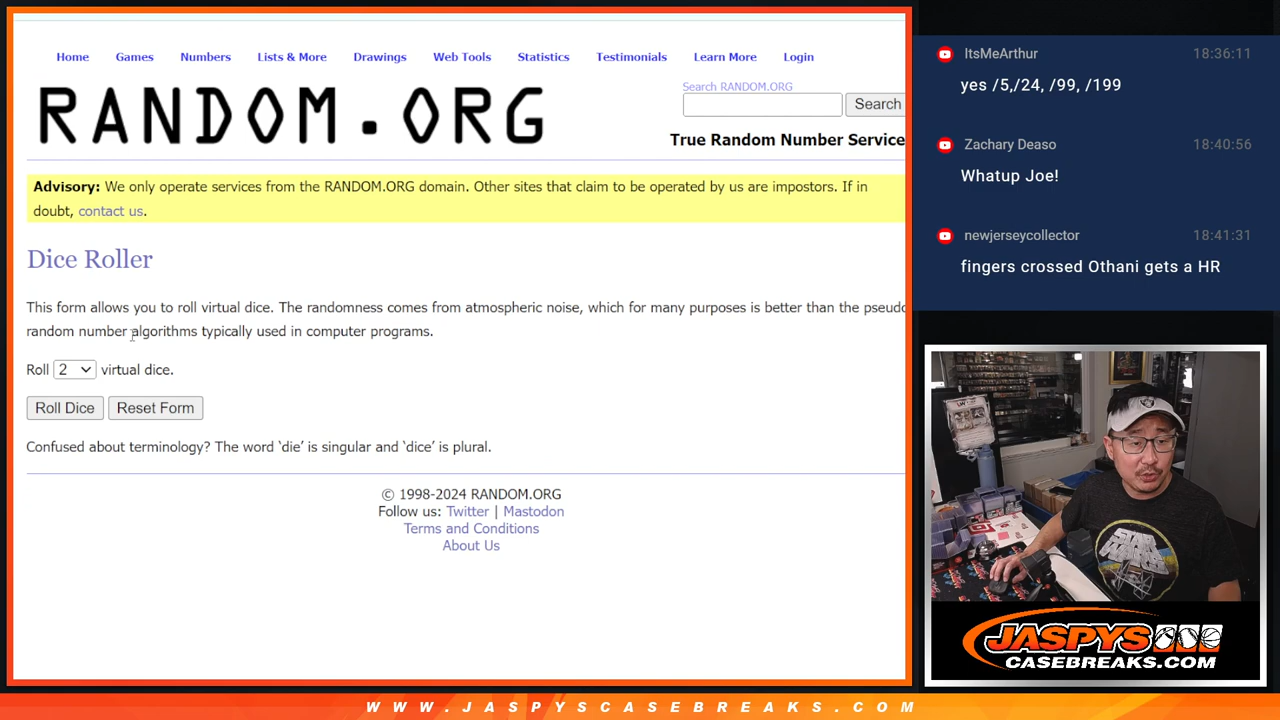 Home Games Numbers Lists & More Drawings Web Tools Statistics Testimonials Learn More Login
Search RANDOM.ORG
RANDOM.ORG
Search
True Random Number Service
Advisory: We only operate services from the RANDOM.ORG domain. Other sites that claim to be operated by us are impostors. If in
doubt, contact us.
Dice Roller
This form allows you to roll virtual dice. The randomness comes from atmospheric noise, which for many purposes is better than the pseudo
random number algorithms typically used in computer programs.
Roll 2 virtual dice.
Roll Dice Reset Form
Confused about terminology? The word ‘die’ is singular and ‘dice’ is plural.
© 1998-2024 RANDOM.ORG
Follow us: Twitter | Mastodon
Terms and Conditions
About Us
ItsMeArthur 18:36:11
yes /5,/24, /99, /199
Zachary Deaso 18:40:56
Whatup Joe!
newjerseycollector 18:41:31
fingers crossed Othani gets a HR
STAR WARS
JASPYS
CASEBREAKS.COM
WWW.JASPYSCASEBREAKS.COM